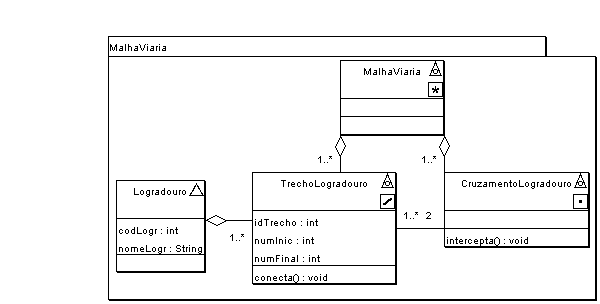 MalhaViaria
MalhaViaria
*
1..*
1..*
Logradouro
codLogr : int
nomeLogr : String
1..*
TrechoLogradouro
idTrecho : int
numInic : int
numFinal : int
conecta() : void
1..* 2
CruzamentoLogradouro
intercepta() : void